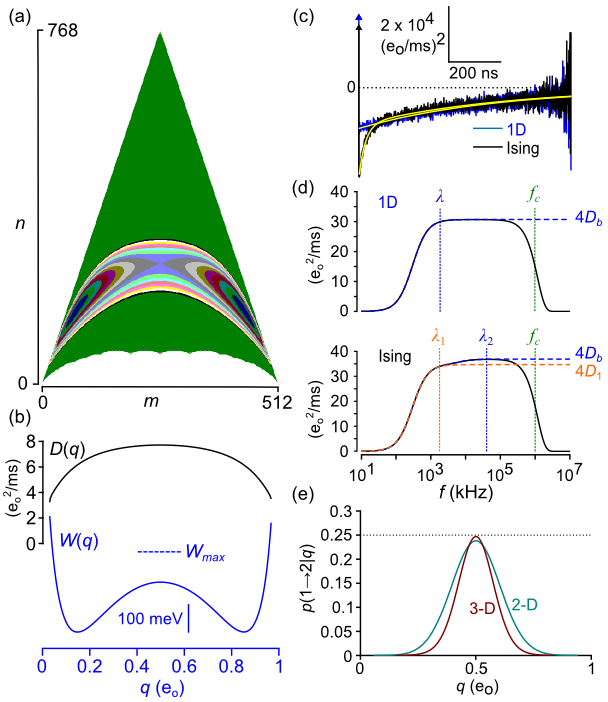 (a)
768
n
0
0
m
512
(b)
8
6
4
2
0
(e₀²/ms)
D(q)
W(q)
W_max
100 meV
0
0.2
0.4
0.6
0.8
1
q (e₀)
(c)
2 x 10⁴
(e₀/ms)²
200 ns
0
1D
Ising
(d)
40
30
20
10
0
(e₀²/ms)
1D
λ
f_c
4D_b
40
30
20
10
0
(e₀²/ms)
Ising
λ₁
λ₂
f_c
4D_b
4D₁
10¹
10³
10⁵
10⁷
f (kHz)
(e)
0.3
0.25
0.2
0.15
0.1
0.05
0
p(1→2|q)
3-D
2-D
0
0.5
1
q (e₀)